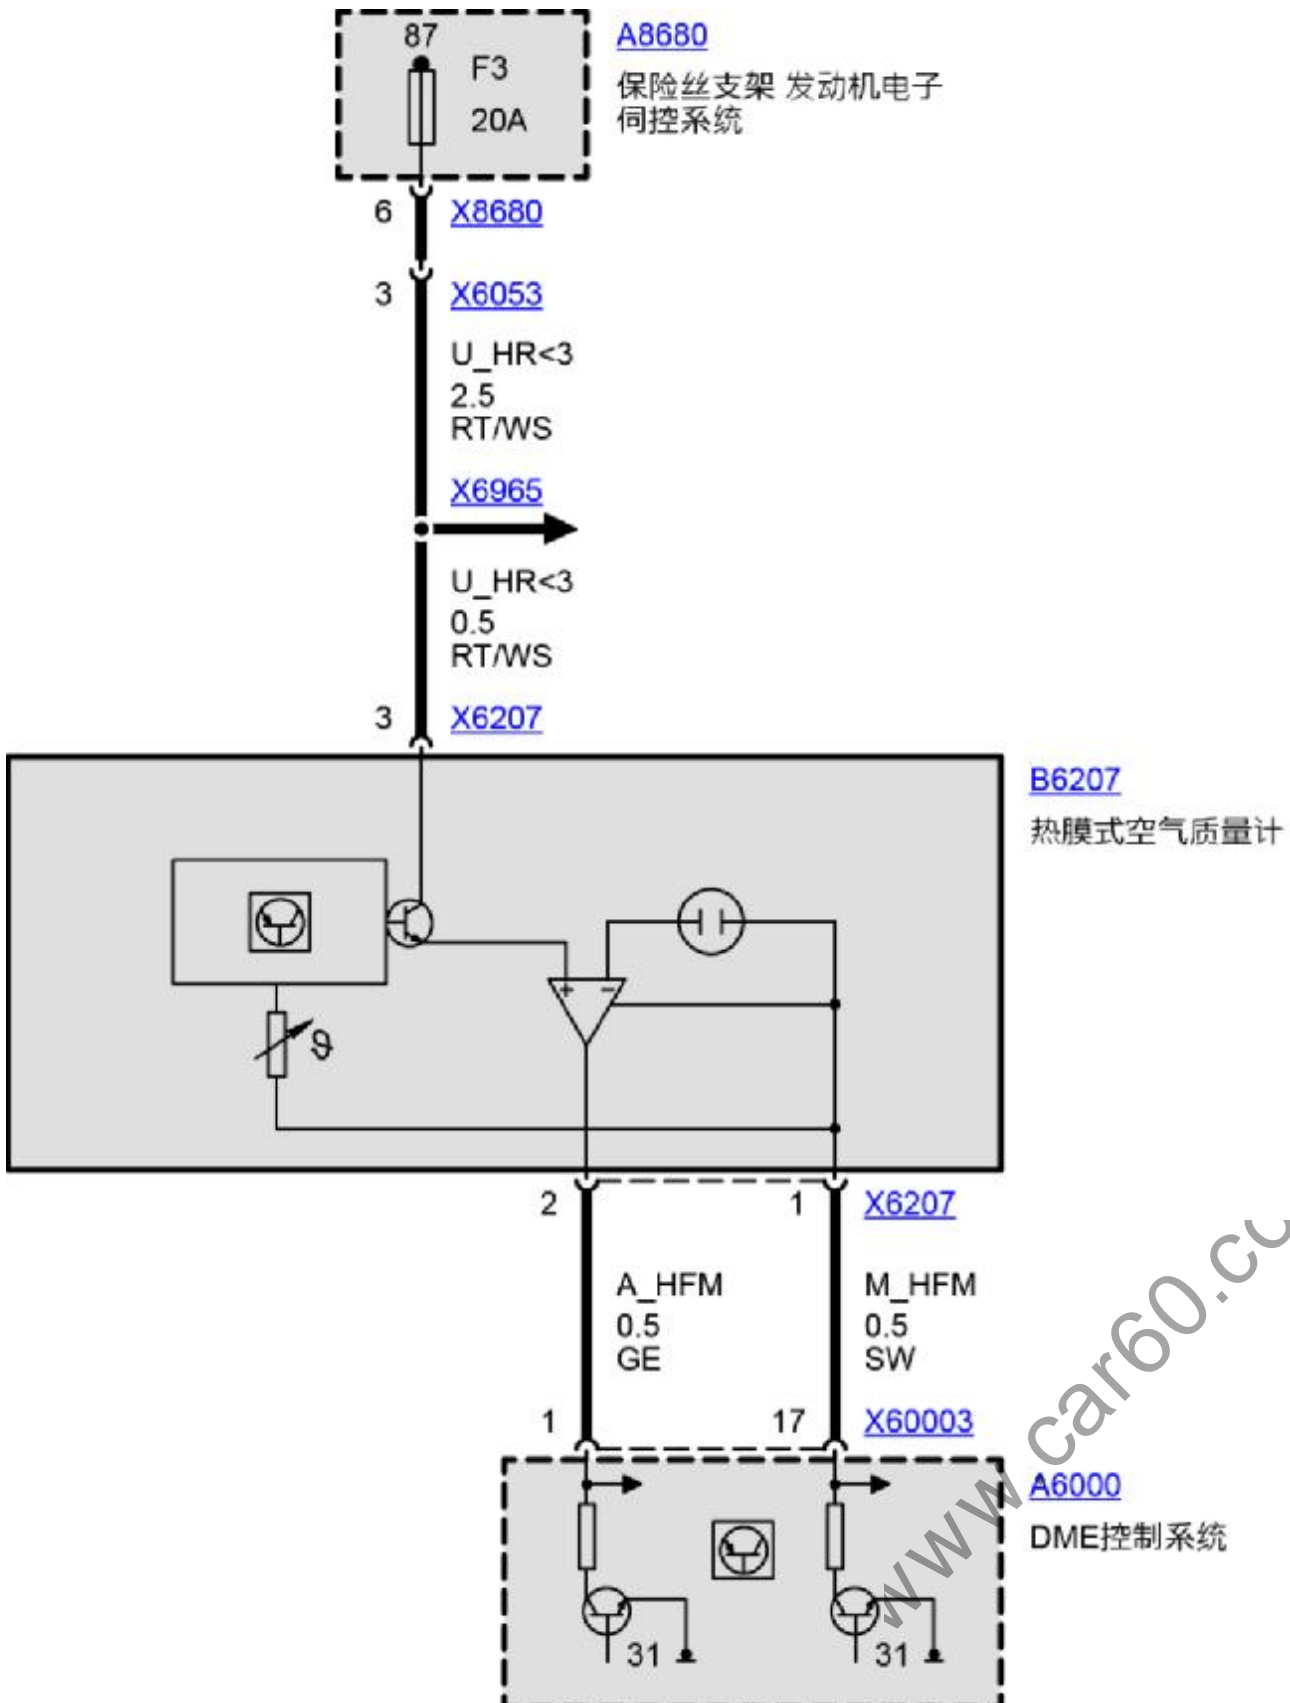 87
F3
20A
A8680
保险丝支架 发动机电子
伺控系统
6
X8680
3
X6053
U_HR<3
2.5
RT/WS
X6965
U_HR<3
0.5
RT/WS
3
X6207
B6207
热膜式空气质量计
+
−
ϑ
2
1
X6207
A_HFM
0.5
GE
M_HFM
0.5
SW
1
17
X60003
A6000
DME控制系统
31
31
www.car60.co